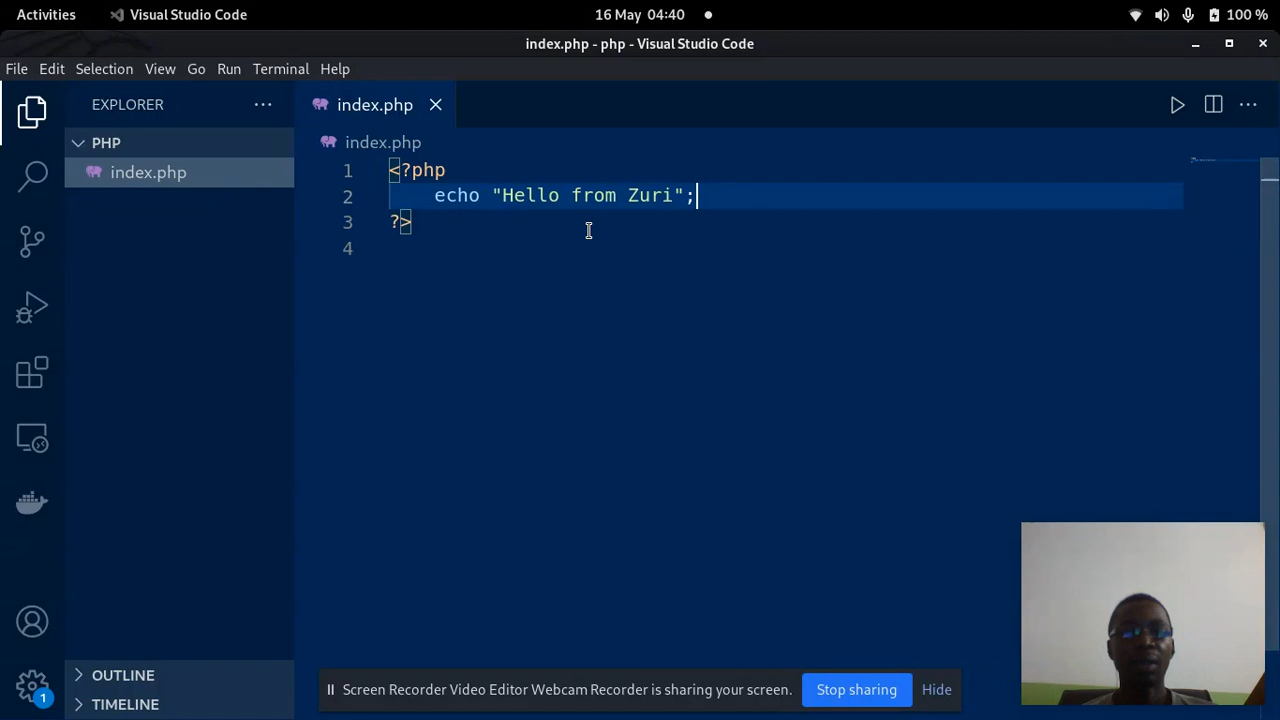 Activities Visual Studio Code 16 May 04:40 100 %
index.php - php - Visual Studio Code
File Edit Selection View Go Run Terminal Help
EXPLORER
index.php
PHP
index.php
index.php
1 <?php
2 echo "Hello from Zuri";
3 ?>
4
OUTLINE
TIMELINE
1
Screen Recorder Video Editor Webcam Recorder is sharing your screen. Stop sharing Hide